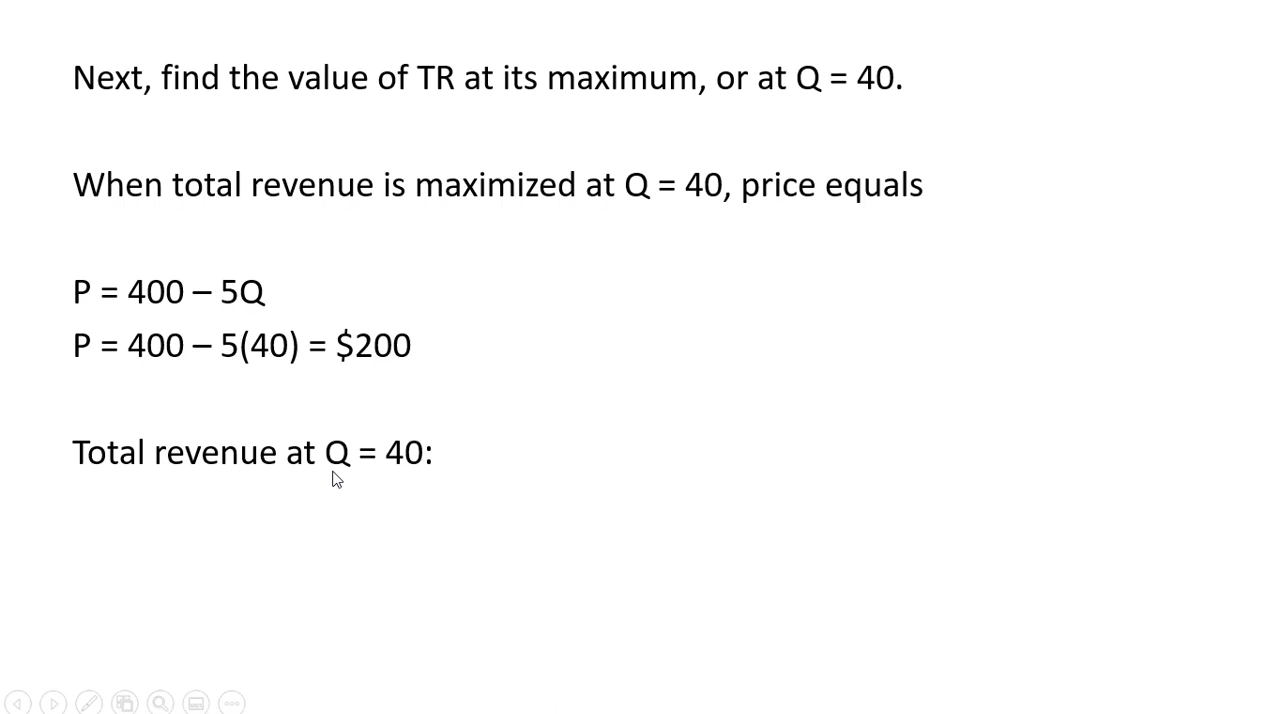 Next, find the value of TR at its maximum, or at Q = 40.
When total revenue is maximized at Q = 40, price equals
P = 400 – 5Q
P = 400 – 5(40) = $200
Total revenue at Q = 40: